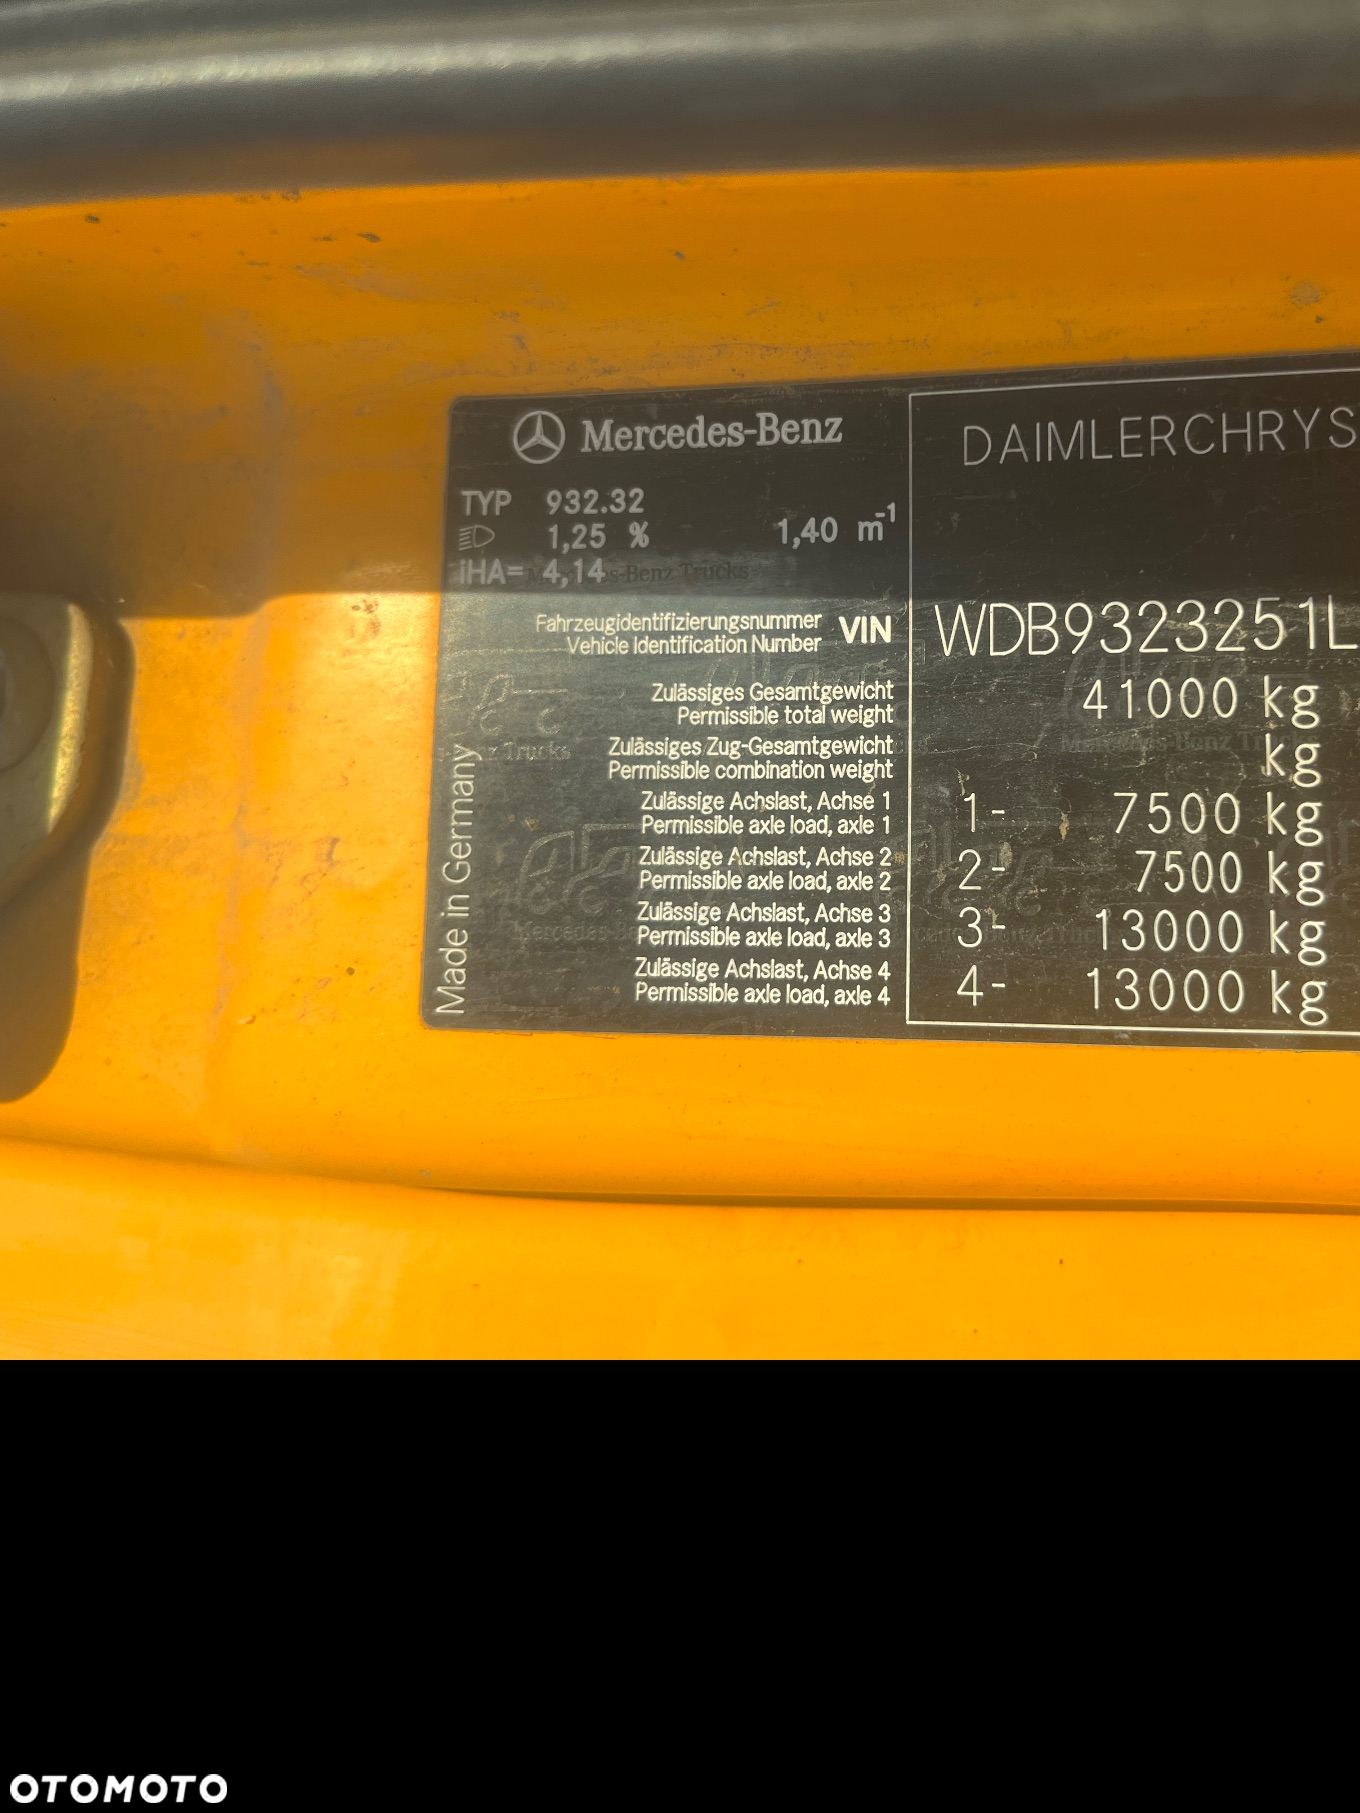 Mercedes-Benz
DAIMLERCHRYS
TYP 932.32
1,25 % 1,40 m⁻¹
iHA= 4,14
Mercedes-Benz Trucks
Fahrzeugidentifizierungsnummer
Vehicle Identification Number
VIN WDB9323251L
Zulässiges Gesamtgewicht
Permissible total weight
41000 kg
Zulässiges Zug-Gesamtgewicht
Permissible combination weight
kg
Zulässige Achslast, Achse 1
Permissible axle load, axle 1
1- 7500 kg
Zulässige Achslast, Achse 2
Permissible axle load, axle 2
2- 7500 kg
Zulässige Achslast, Achse 3
Permissible axle load, axle 3
3- 13000 kg
Zulässige Achslast, Achse 4
Permissible axle load, axle 4
4- 13000 kg
Made in Germany
OTOMOTO